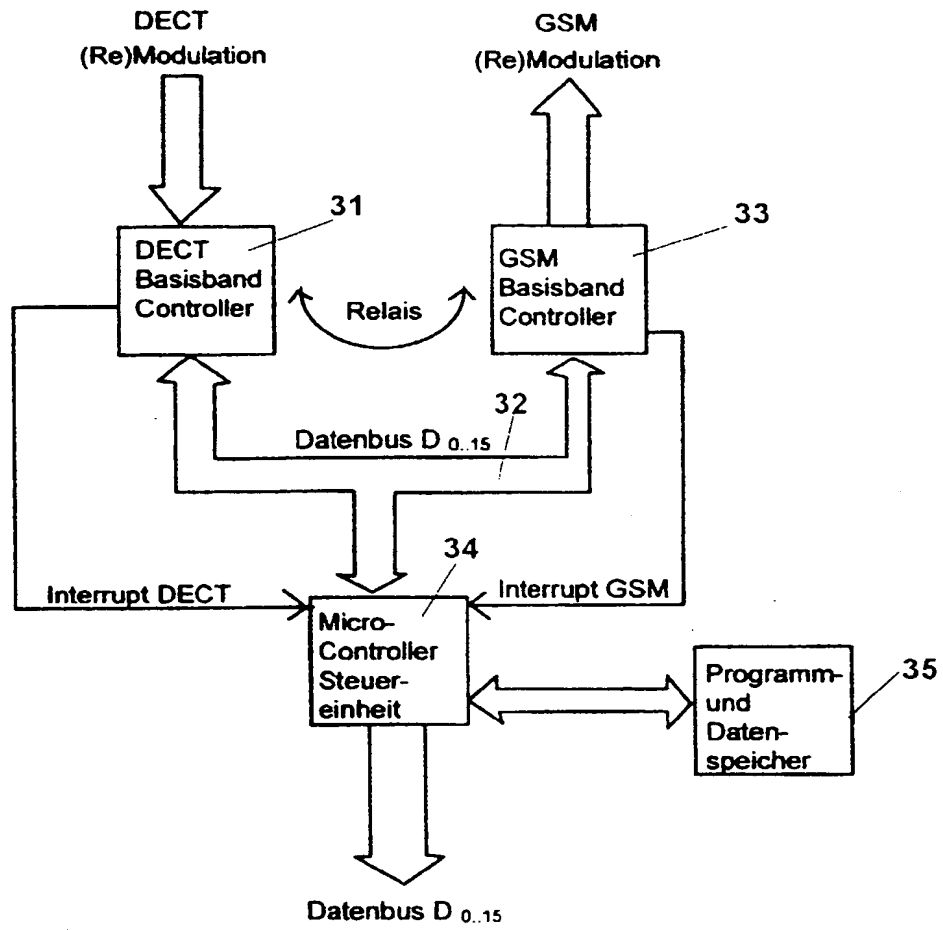 DECT
(Re)Modulation
GSM
(Re)Modulation
31
33
DECT
Basisband
Controller
Relais
GSM
Basisband
Controller
32
Datenbus D 0..15
34
Interrupt DECT
Interrupt GSM
Micro-
Controller
Steuer-
einheit
Programm-
und
Daten-
speicher
35
Datenbus D 0..15